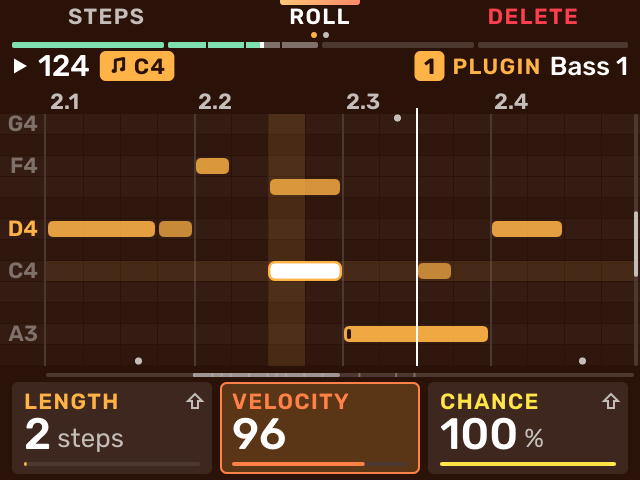 STEPS ROLL DELETE
124 C4 1 PLUGIN Bass 1
2.1 2.2 2.3 2.4
G4
F4
D4
C4
A3
LENGTH VELOCITY CHANCE
2 steps 96 100 %